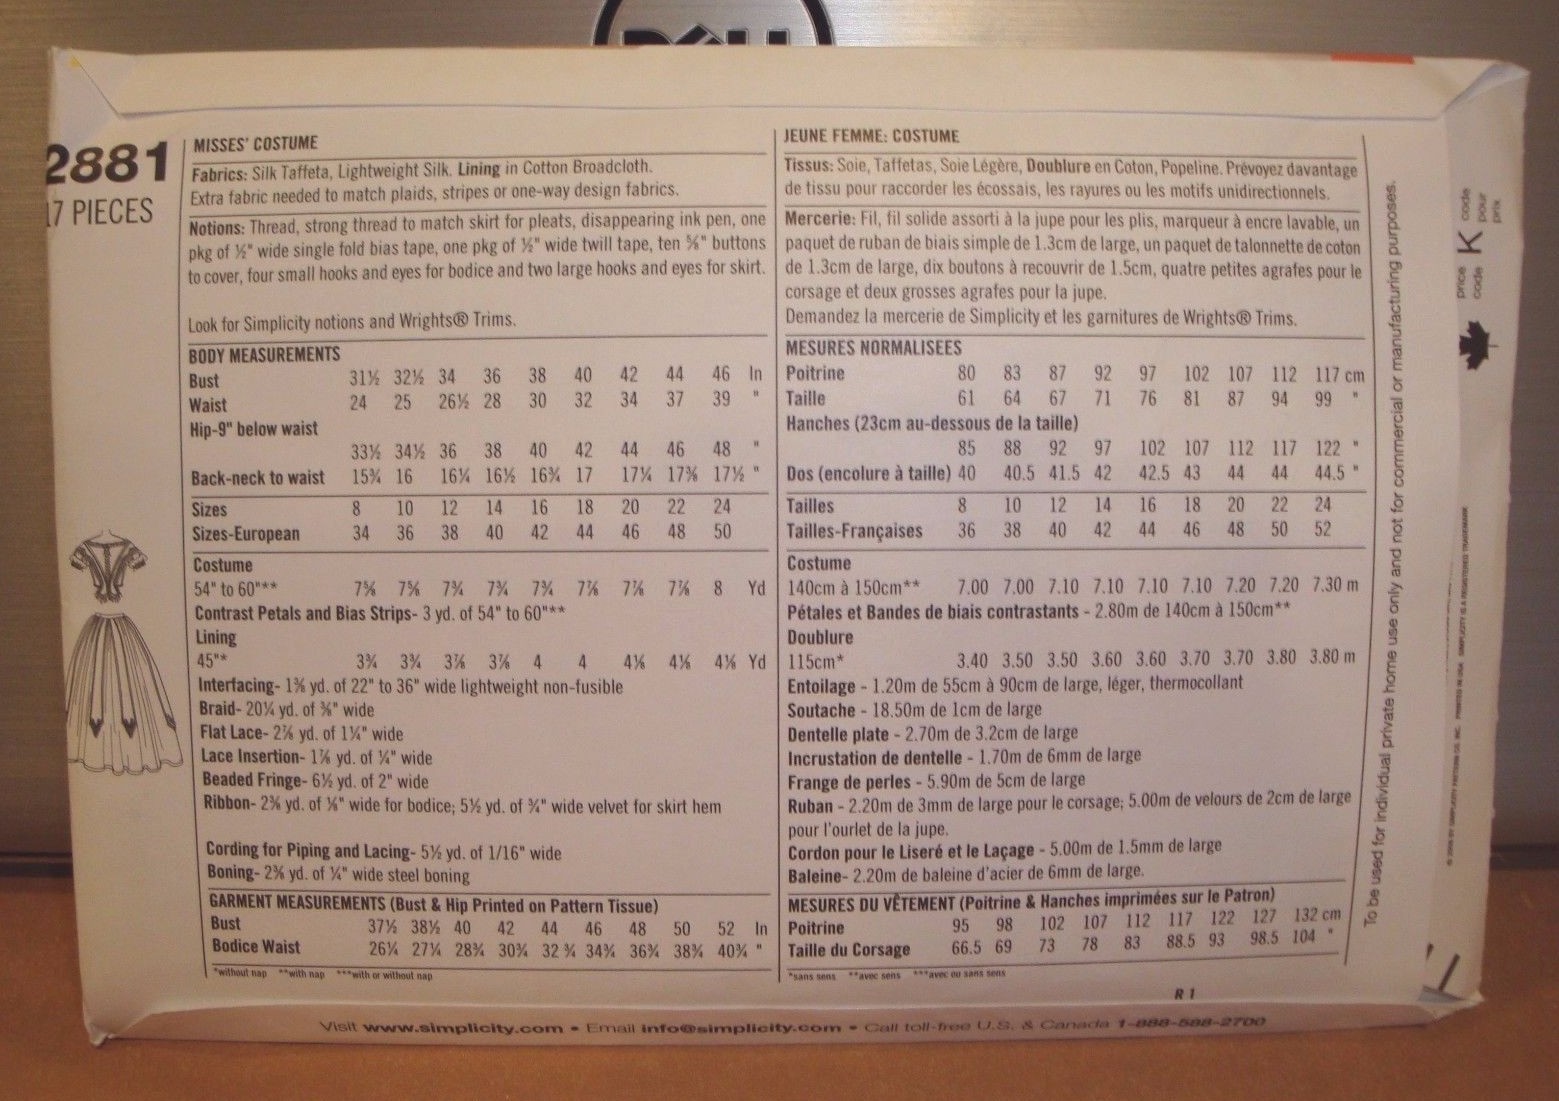 DELL
2881
17 PIECES
MISSES' COSTUME
Fabrics: Silk Taffeta, Lightweight Silk. Lining in Cotton Broadcloth.
Extra fabric needed to match plaids, stripes or one-way design fabrics.
Notions: Thread, strong thread to match skirt for pleats, disappearing ink pen, one
pkg of ½" wide single fold bias tape, one pkg of ½" wide twill tape, ten ⅝" buttons
to cover, four small hooks and eyes for bodice and two large hooks and eyes for skirt.
Look for Simplicity notions and Wrights® Trims.
BODY MEASUREMENTS
Bust 31½ 32½ 34 36 38 40 42 44 46 In
Waist 24 25 26½ 28 30 32 34 37 39 "
Hip-9" below waist
33½ 34½ 36 38 40 42 44 46 48 "
Back-neck to waist 15¾ 16 16¼ 16½ 16¾ 17 17¼ 17⅜ 17½ "
Sizes 8 10 12 14 16 18 20 22 24
Sizes-European 34 36 38 40 42 44 46 48 50
Costume
54" to 60"** 7⅝ 7⅝ 7¾ 7¾ 7¾ 7⅞ 7⅞ 7⅞ 8 Yd
Contrast Petals and Bias Strips- 3 yd. of 54" to 60"**
Lining
45"* 3¾ 3¾ 3⅞ 3⅞ 4 4 4⅛ 4⅛ 4⅛ Yd
Interfacing- 1⅜ yd. of 22" to 36" wide lightweight non-fusible
Braid- 20¼ yd. of ⅜" wide
Flat Lace- 2⅞ yd. of 1¼" wide
Lace Insertion- 1⅞ yd. of ¼" wide
Beaded Fringe- 6½ yd. of 2" wide
Ribbon- 2⅜ yd. of ⅛" wide for bodice; 5½ yd. of ¾" wide velvet for skirt hem
Cording for Piping and Lacing- 5½ yd. of 1/16" wide
Boning- 2⅜ yd. of ¼" wide steel boning
GARMENT MEASUREMENTS (Bust & Hip Printed on Pattern Tissue)
Bust 37½ 38½ 40 42 44 46 48 50 52 In
Bodice Waist 26¼ 27¼ 28¾ 30¾ 32 ¾ 34¾ 36¾ 38¾ 40¾ "
*without nap **with nap ***with or without nap
JEUNE FEMME: COSTUME
Tissus: Soie, Taffetas, Soie Légère, Doublure en Coton, Popeline. Prévoyez davantage
de tissu pour raccorder les écossais, les rayures ou les motifs unidirectionnels.
Mercerie: Fil, fil solide assorti à la jupe pour les plis, marqueur à encre lavable, un
paquet de ruban de biais simple de 1.3cm de large, un paquet de talonnette de coton
de 1.3cm de large, dix boutons à recouvrir de 1.5cm, quatre petites agrafes pour le
corsage et deux grosses agrafes pour la jupe.
Demandez la mercerie de Simplicity et les garnitures de Wrights® Trims.
MESURES NORMALISEES
Poitrine 80 83 87 92 97 102 107 112 117 cm
Taille 61 64 67 71 76 81 87 94 99 "
Hanches (23cm au-dessous de la taille)
85 88 92 97 102 107 112 117 122 "
Dos (encolure à taille) 40 40.5 41.5 42 42.5 43 44 44 44.5 "
Tailles 8 10 12 14 16 18 20 22 24
Tailles-Françaises 36 38 40 42 44 46 48 50 52
Costume
140cm à 150cm** 7.00 7.00 7.10 7.10 7.10 7.10 7.20 7.20 7.30 m
Pétales et Bandes de biais contrastants - 2.80m de 140cm à 150cm**
Doublure
115cm* 3.40 3.50 3.50 3.60 3.60 3.70 3.70 3.80 3.80 m
Entoilage - 1.20m de 55cm à 90cm de large, léger, thermocollant
Soutache - 18.50m de 1cm de large
Dentelle plate - 2.70m de 3.2cm de large
Incrustation de dentelle - 1.70m de 6mm de large
Frange de perles - 5.90m de 5cm de large
Ruban - 2.20m de 3mm de large pour le corsage; 5.00m de velours de 2cm de large
pour l'ourlet de la jupe.
Cordon pour le Liseré et le Laçage - 5.00m de 1.5mm de large
Baleine- 2.20m de baleine d'acier de 6mm de large.
MESURES DU VÊTEMENT (Poitrine & Hanches imprimées sur le Patron)
Poitrine 95 98 102 107 112 117 122 127 132 cm
Taille du Corsage 66.5 69 73 78 83 88.5 93 98.5 104 "
*sans sens **avec sens ***avec ou sans sens
R 1
To be used for individual private home use only and not for commercial or manufacturing purposes.
price code K code pour prix
PRINTED IN USA SIMPLICITY IS A REGISTERED TRADEMARK
Visit www.simplicity.com • Email info@simplicity.com • Call toll-free U.S. & Canada 1-888-588-2700